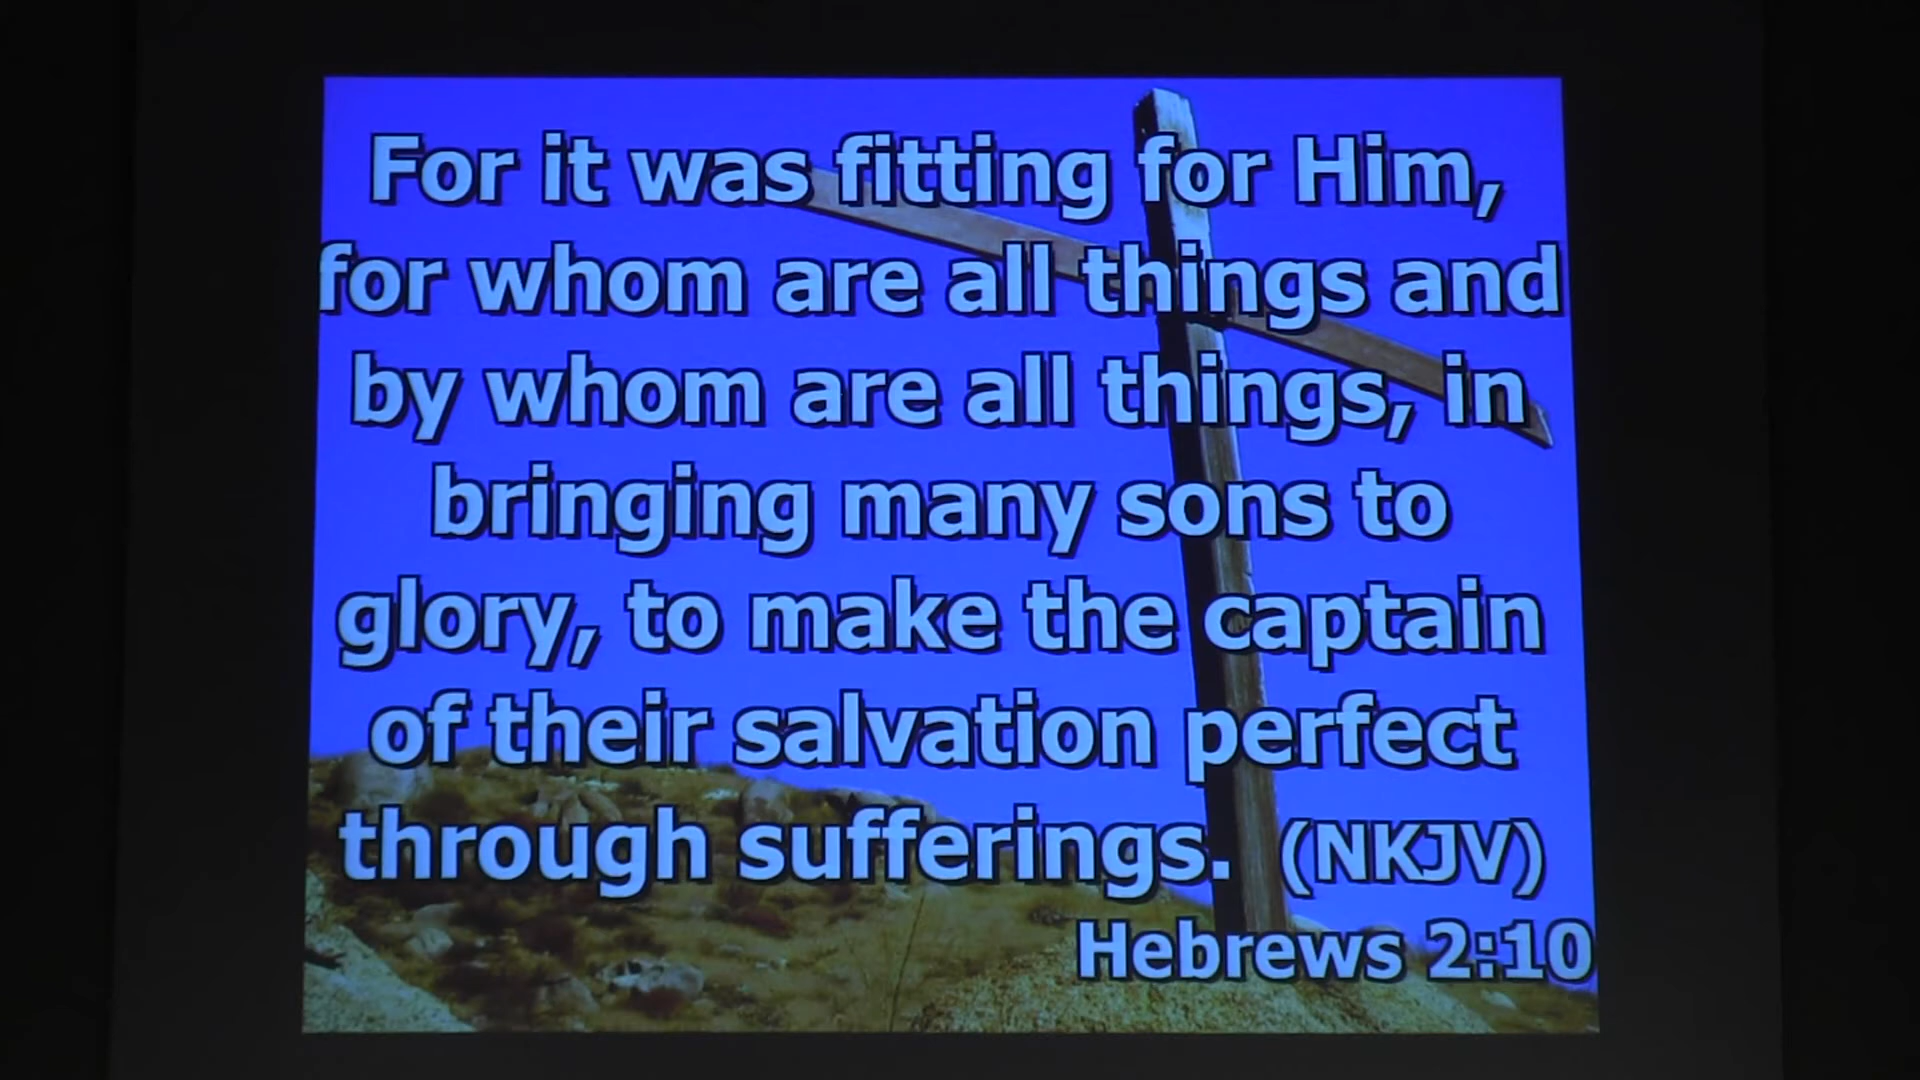 For it was fitting for Him,
for whom are all things and
by whom are all things, in
bringing many sons to
glory, to make the captain
of their salvation perfect
through sufferings. (NKJV)
Hebrews 2:10